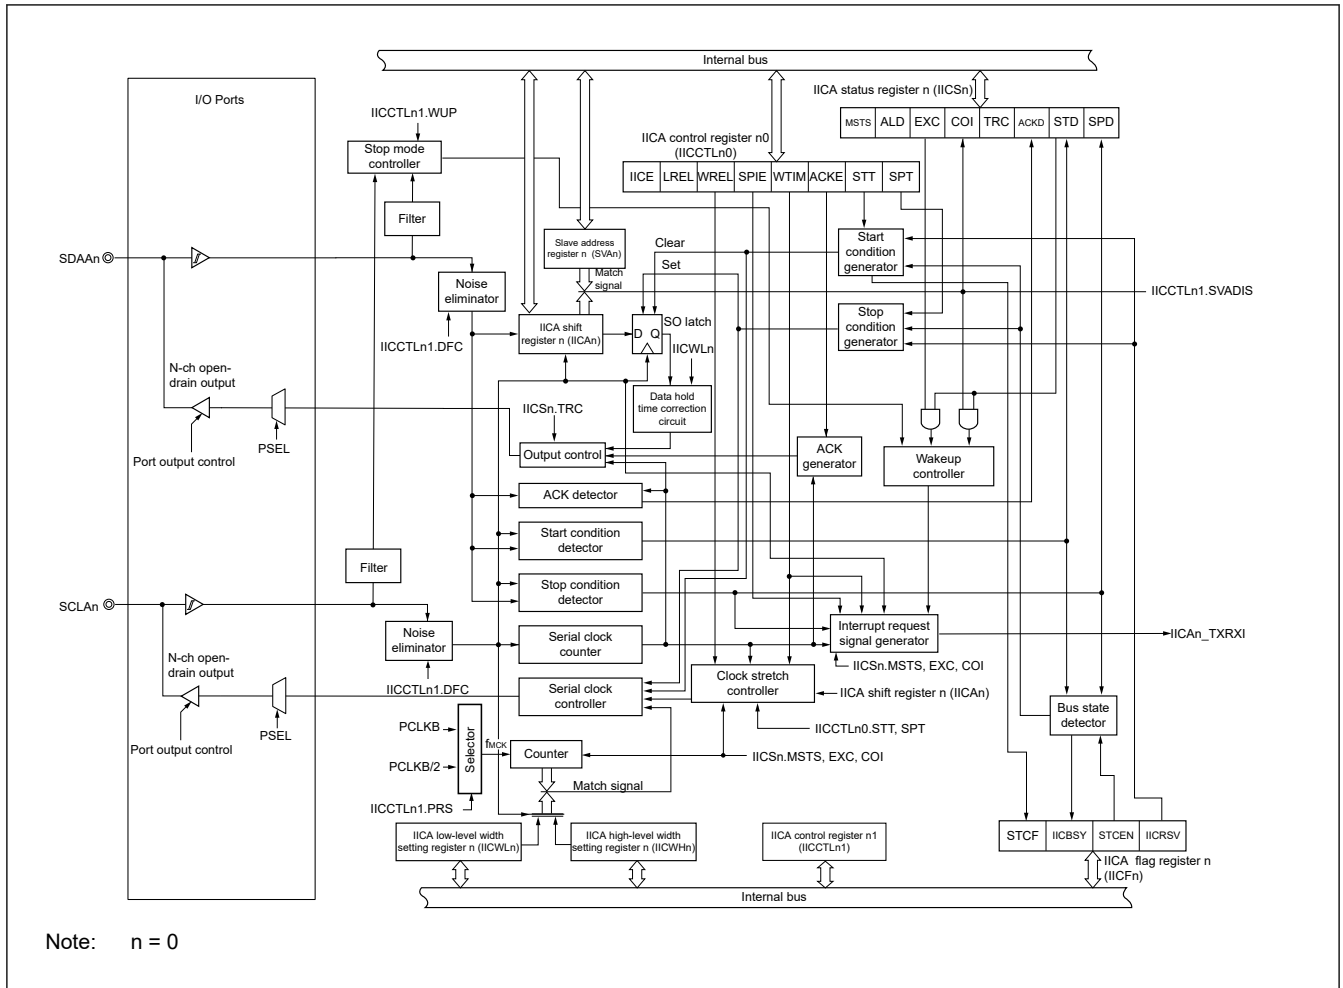 Internal bus
I/O Ports
IICA status register n (IICSn)
MSTS ALD EXC COI TRC ACKD STD SPD
IICCTLn1.WUP
Stop mode
controller
IICA control register n0
(IICCTLn0)
IICE LREL WREL SPIE WTIM ACKE STT SPT
Filter
SDAAn
Slave address
register n (SVAn)
Clear
Set
Start
condition
generator
Match
signal
IICCTLn1.SVADIS
Noise
eliminator
IICCTLn1.DFC
IICA shift
register n (IICAn)
D Q
SO latch
IICWLn
Stop
condition
generator
N-ch open-
drain output
Port output control
PSEL
Data hold
time correction
circuit
IICSn.TRC
Output control
ACK
generator
Wakeup
controller
ACK detector
Start condition
detector
Filter
Stop condition
detector
SCLAn
Noise
eliminator
Serial clock
counter
Interrupt request
signal generator
IICAn_TXRXI
IICSn.MSTS, EXC, COI
N-ch open-
drain output
Port output control
PSEL
IICCTLn1.DFC
Serial clock
controller
Clock stretch
controller
IICA shift register n (IICAn)
IICCTLn0.STT, SPT
Bus state
detector
PCLKB
PCLKB/2
Selector
fMCK
Counter
IICSn.MSTS, EXC, COI
Match signal
IICCTLn1.PRS
IICA low-level width
setting register n (IICWLn)
IICA high-level width
setting register n (IICWHn)
IICA control register n1
(IICCTLn1)
STCF IICBSY STCEN IICRSV
IICA flag register n
(IICFn)
Internal bus
Note: n = 0